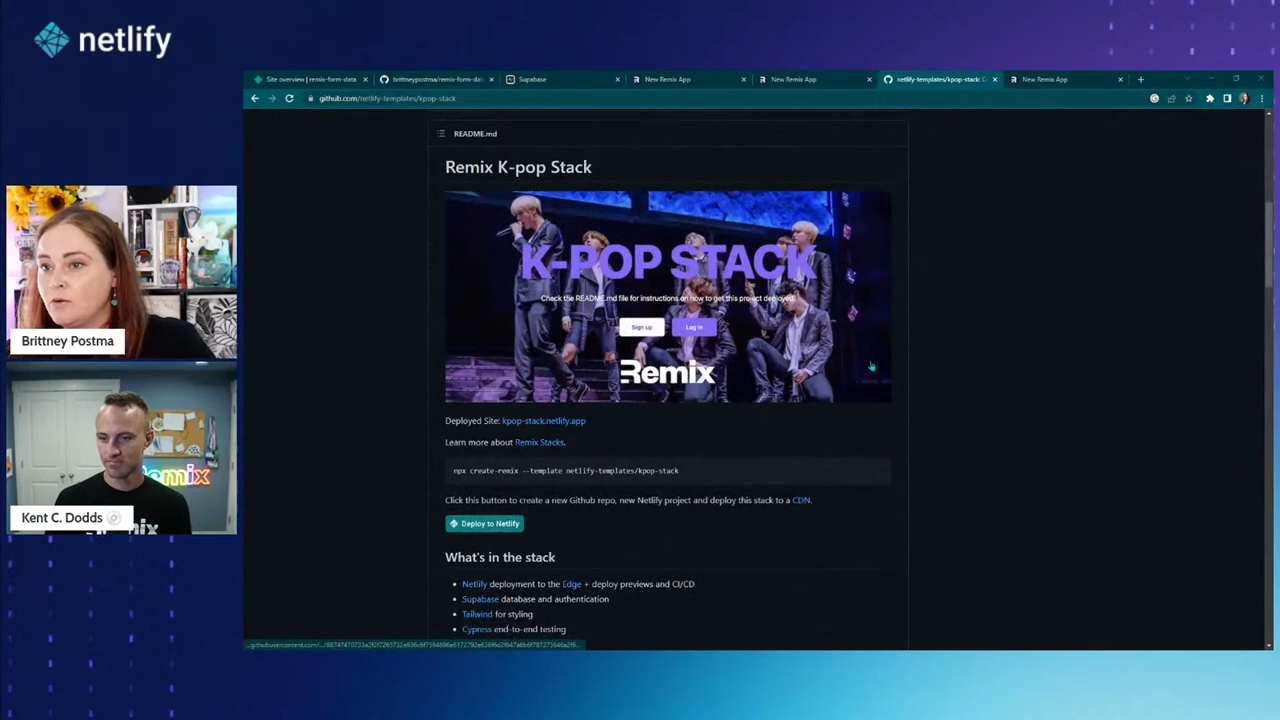 netlify
Site overview | remix-form-data
brittneypostma/remix-form-dat
Supabase
New Remix App
New Remix App
netlify-templates/kpop-stack: C
New Remix App
github.com/netlify-templates/kpop-stack
README.md
Remix K-pop Stack
K-POP STACK
Check the README.md file for instructions on how to get this project deployed.
Sign up
Log In
Remix
Deployed Site: kpop-stack.netlify.app
Learn more about Remix Stacks.
npx create-remix --template netlify-templates/kpop-stack
Click this button to create a new Github repo, new Netlify project and deploy this stack to a CDN.
Deploy to Netlify
What's in the stack
Netlify deployment to the Edge + deploy previews and CI/CD
Supabase database and authentication
Tailwind for styling
Cypress end-to-end testing
Brittney Postma
Remix
Kent C. Dodds